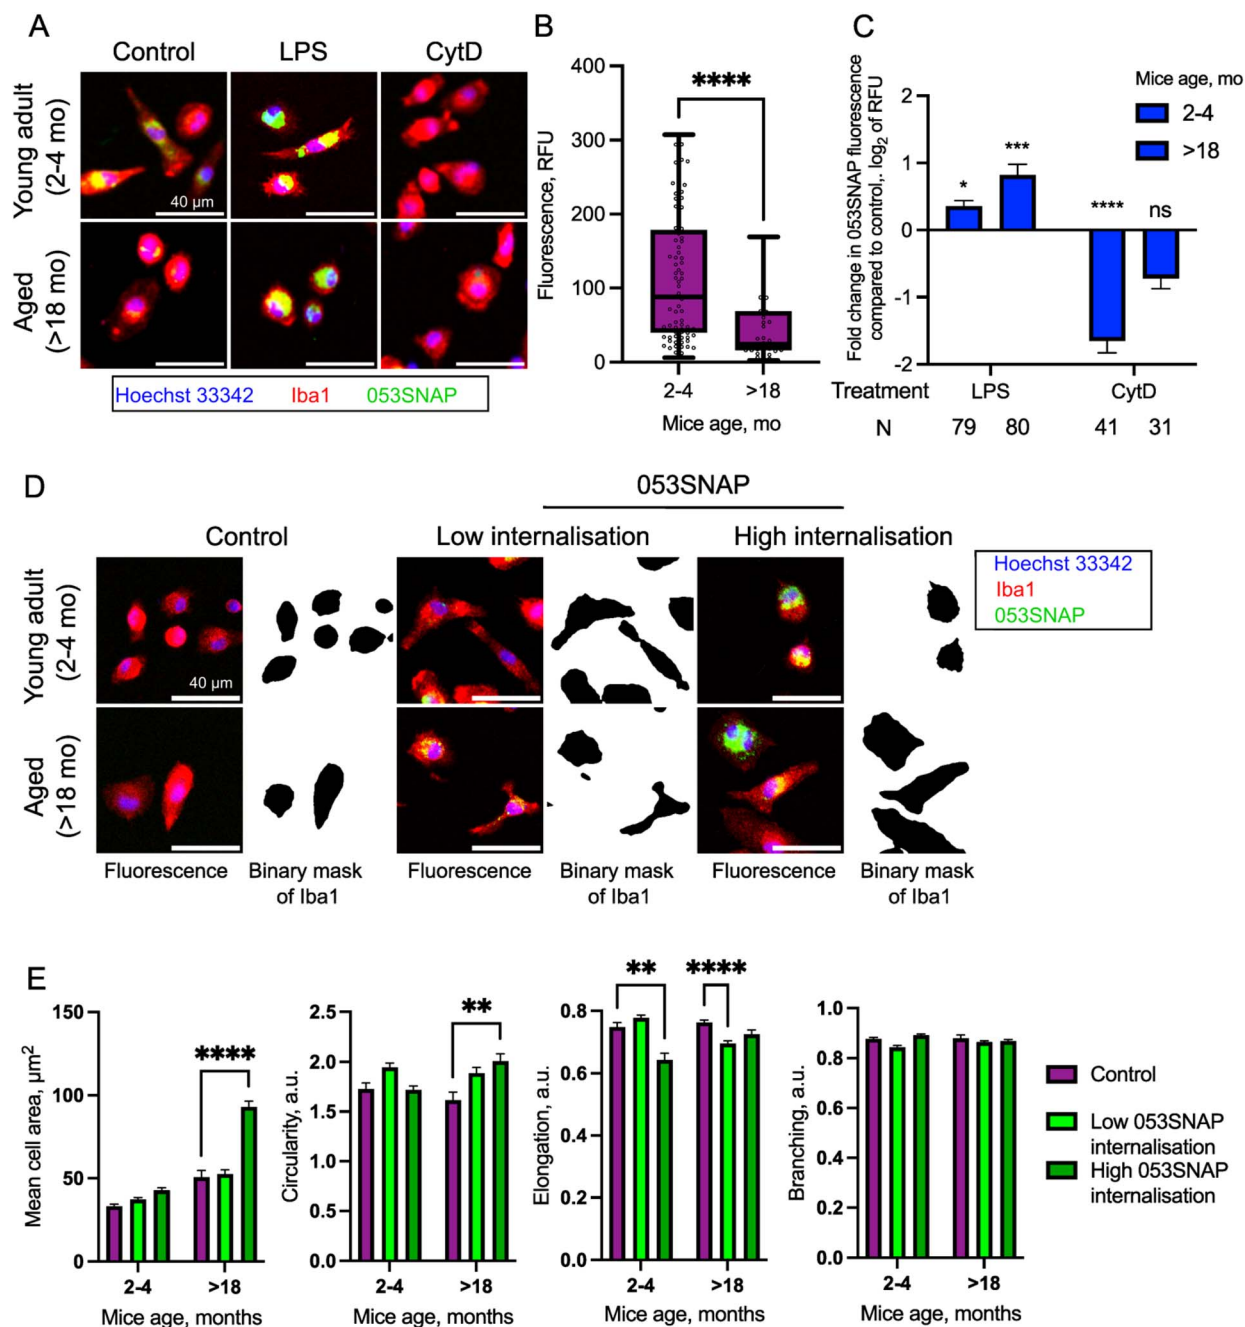 A
Control LPS CytD
Young adult
(2-4 mo)
40 µm
Aged
(>18 mo)
Hoechst 33342 Iba1 053SNAP
B
Fluorescence, RFU
400
300
200
100
0
****
2-4 >18
Mice age, mo
C
Fold change in 053SNAP fluorescence
compared to control,. log2 of RFU
2
1
0
-1
-2
* *** **** ns
Mice age, mo
2-4
>18
Treatment LPS CytD
N 79 80 41 31
D
053SNAP
Control Low internalisation High internalisation
Young adult
(2-4 mo)
40 µm
Aged
(>18 mo)
Hoechst 33342
Iba1
053SNAP
Fluorescence Binary mask Fluorescence Binary mask Fluorescence Binary mask
of Iba1 of Iba1 of Iba1
E
Mean cell area, µm²
150
100
50
0
****
2-4 >18
Mice age, months
Circularity, a.u.
2.5
2.0
1.5
1.0
0.5
0.0
**
2-4 >18
Mice age, months
Elongation, a.u.
0.8
0.6
0.4
0.2
0.0
** ****
2-4 >18
Mice age, months
Branching, a.u.
1.0
0.8
0.6
0.4
0.2
0.0
2-4 >18
Mice age, months
Control
Low 053SNAP
internalisation
High 053SNAP
internalisation